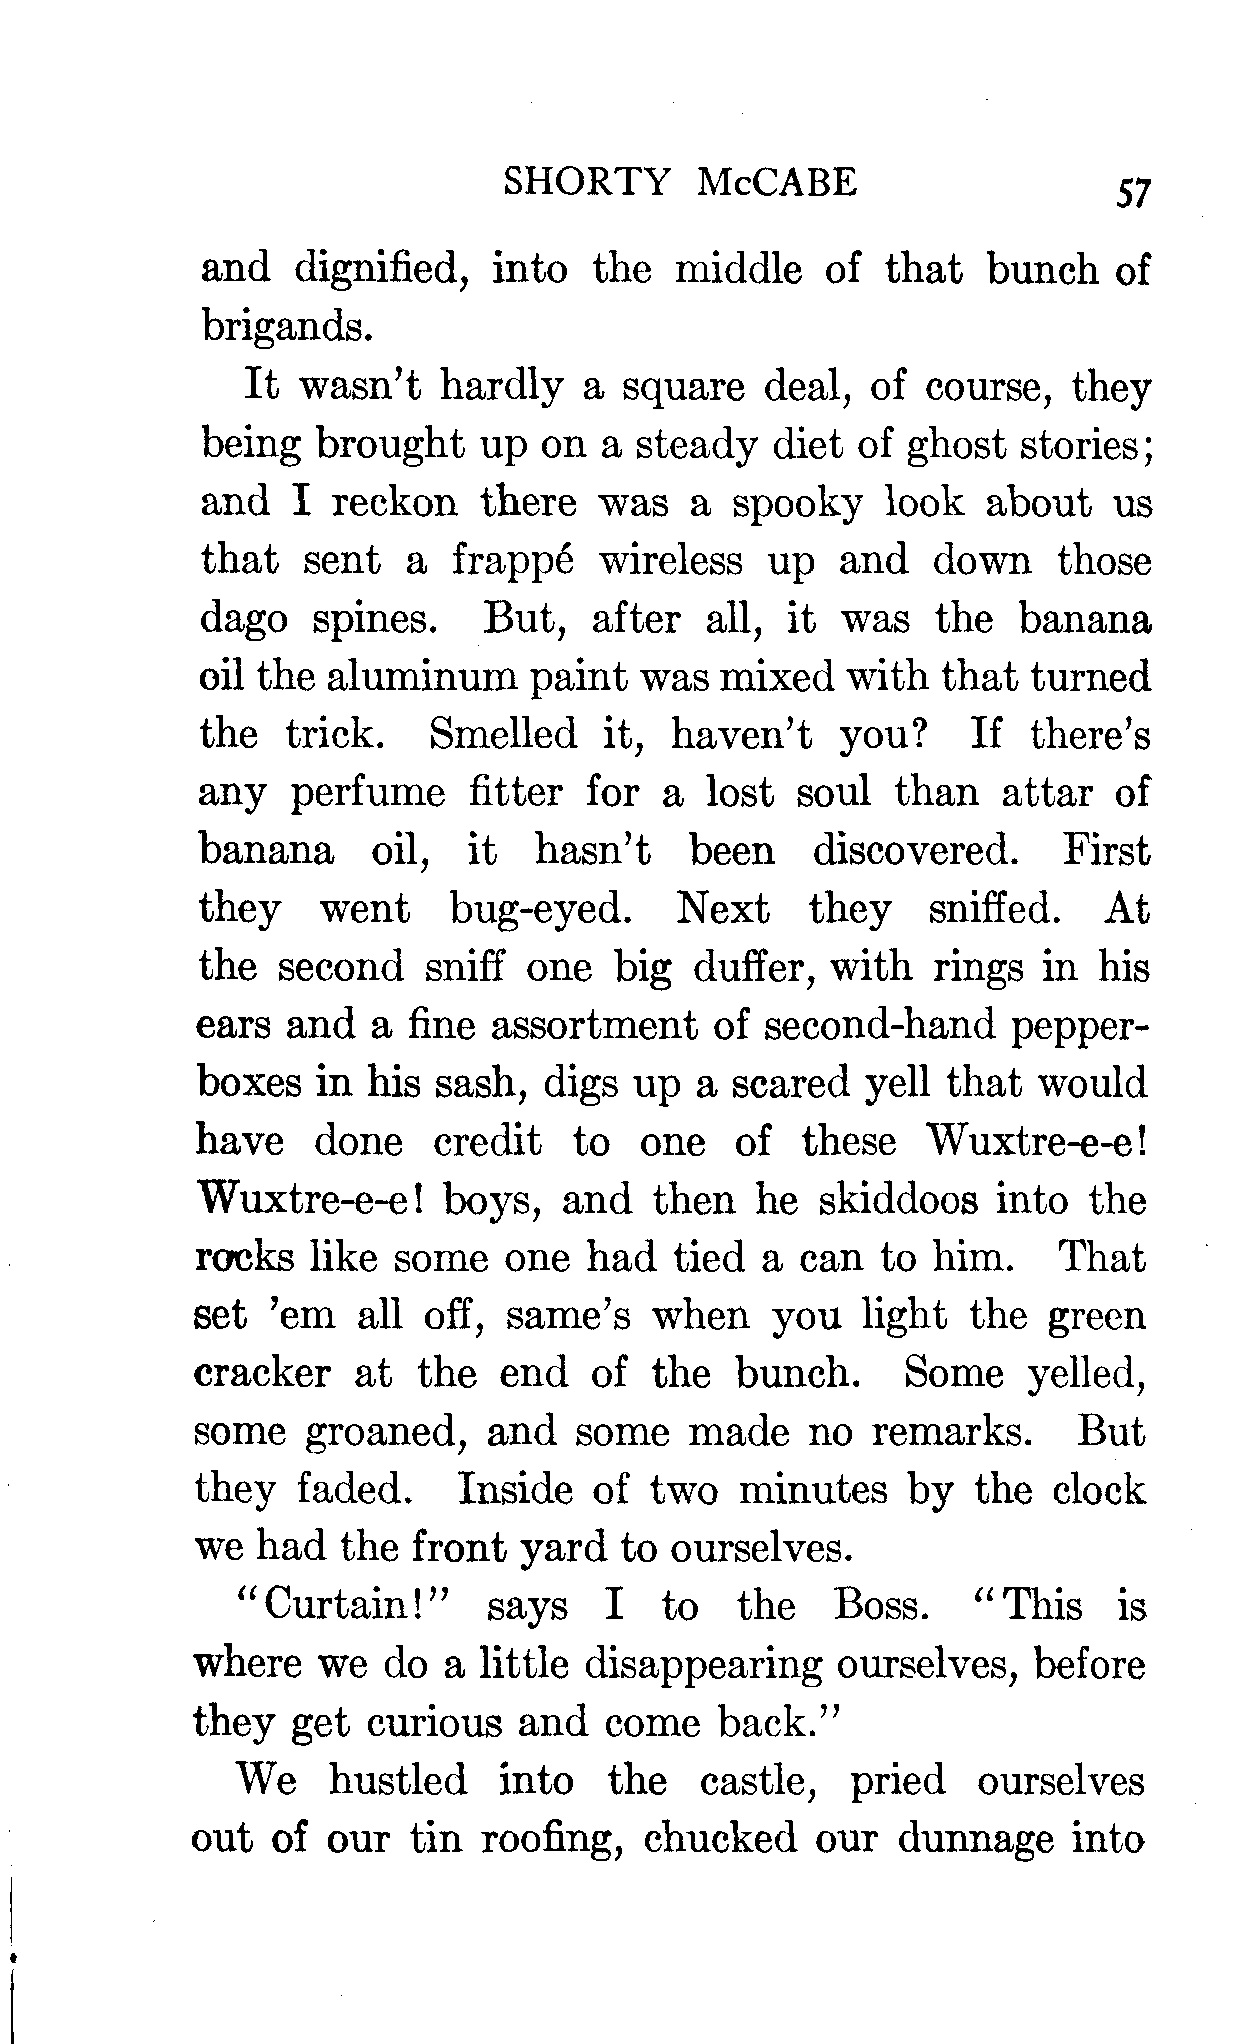 SHORTY McCABE 57
and dignified, into the middle of that bunch of
brigands.
It wasn't hardly a square deal, of course, they
being brought up on a steady diet of ghost stories;
and I reckon there was a spooky look about us
that sent a frappé wireless up and down those
dago spines. But, after all, it was the banana
oil the aluminum paint was mixed with that turned
the trick. Smelled it, haven't you? If there's
any perfume fitter for a lost soul than attar of
banana oil, it hasn't been discovered. First
they went bug-eyed. Next they sniffed. At
the second sniff one big duffer, with rings in his
ears and a fine assortment of second-hand pepper-
boxes in his sash, digs up a scared yell that would
have done credit to one of these Wuxtre-e-e!
Wuxtre-e-e! boys, and then he skiddoos into the
rocks like some one had tied a can to him. That
set 'em all off, same's when you light the green
cracker at the end of the bunch. Some yelled,
some groaned, and some made no remarks. But
they faded. Inside of two minutes by the clock
we had the front yard to ourselves.
"Curtain!" says I to the Boss. "This is
where we do a little disappearing ourselves, before
they get curious and come back."
We hustled into the castle, pried ourselves
out of our tin roofing, chucked our dunnage into